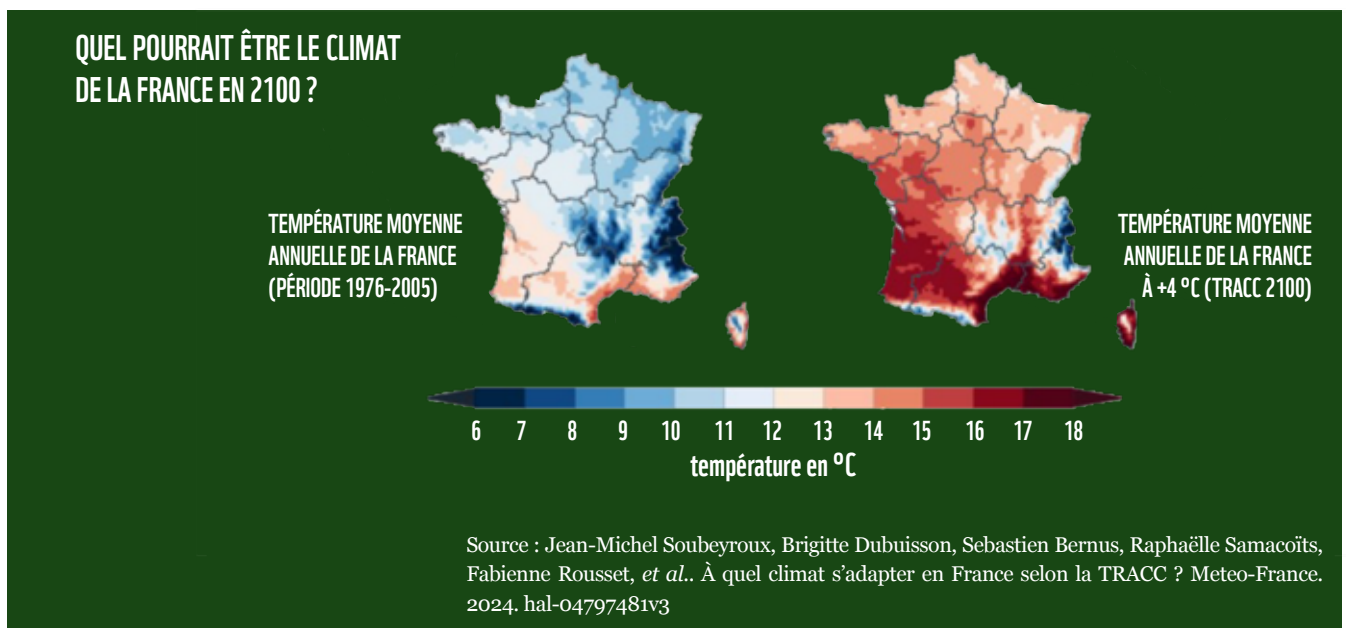 QUEL POURRAIT ÊTRE LE CLIMAT
DE LA FRANCE EN 2100 ?
TEMPÉRATURE MOYENNE
ANNUELLE DE LA FRANCE
(PÉRIODE 1976-2005)
TEMPÉRATURE MOYENNE
ANNUELLE DE LA FRANCE
À +4 °C (TRACC 2100)
6 7 8 9 10 11 12 13 14 15 16 17 18
température en °C
Source : Jean-Michel Soubeyroux, Brigitte Dubuisson, Sebastien Bernus, Raphaëlle Samacoïts,
Fabienne Rousset, et al.. À quel climat s’adapter en France selon la TRACC ? Meteo-France.
2024. hal-04797481v3